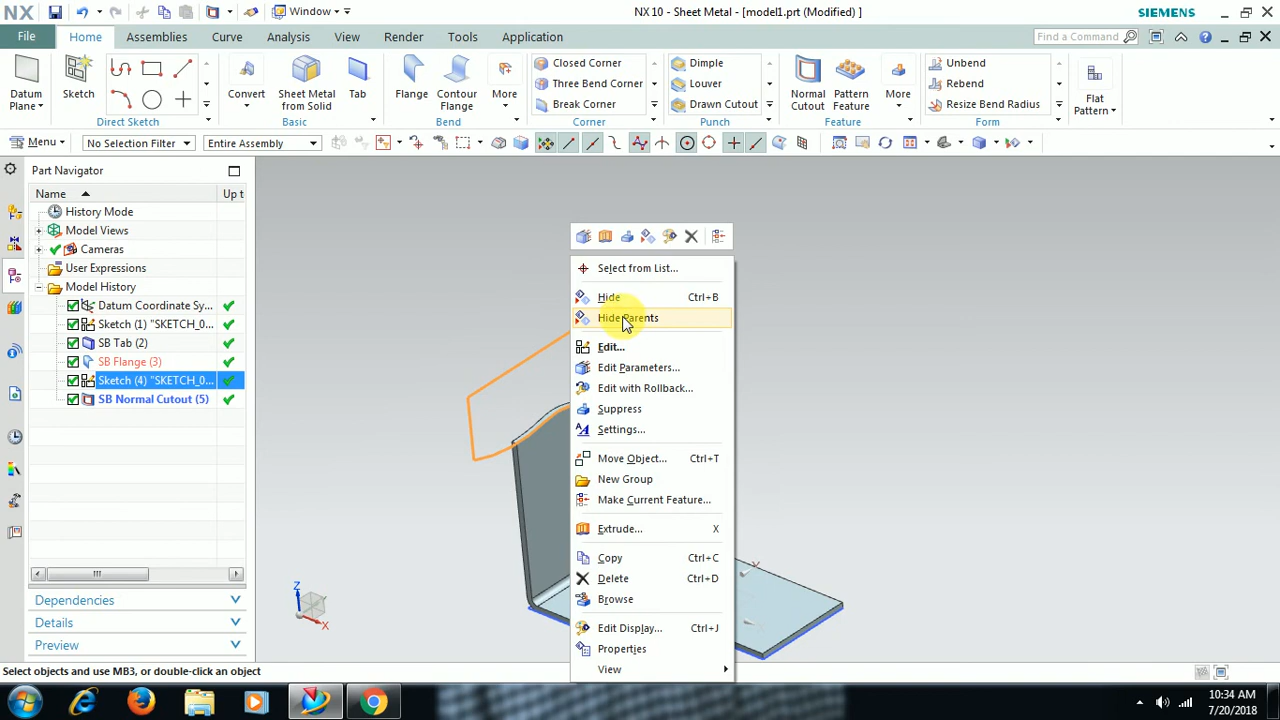 NX Window NX 10 - Sheet Metal - [model1.prt (Modified) ] SIEMENS
File Home Assemblies Curve View Analysis Render Tools Application Find a Command
Datum Plane Sketch Direct Sketch
Convert Sheet Metal from Solid Tab Basic
Flange Contour Flange More Bend
Closed Corner
Three Bend Corner
Break Corner
Corner
Dimple
Louver
Drawn Cutout
Punch
Normal Cutout Pattern Feature More Feature
Unbend
Rebend
Resize Bend Radius
Form
Flat Pattern
Menu No Selection Filter Entire Assembly
Part Navigator
Name Up t
History Mode
Model Views
Cameras
User Expressions
Model History
Datum Coordinate Sy...
Sketch (1) "SKETCH_0...
SB Tab (2)
SB Flange (3)
Sketch (4) "SKETCH_0...
SB Normal Cutout (5)
Dependencies
Details
Preview
Select from List...
Hide Ctrl+B
Hide Parents
Edit...
Edit Parameters...
Edit with Rollback...
Suppress
Settings...
Move Object... Ctrl+T
New Group
Make Current Feature...
Extrude... X
Copy Ctrl+C
Delete Ctrl+D
Browse
Edit Display... Ctrl+J
Properties
View
Z
X
Y
Select objects and use MB3, or double-click an object
10:34 AM
7/20/2018